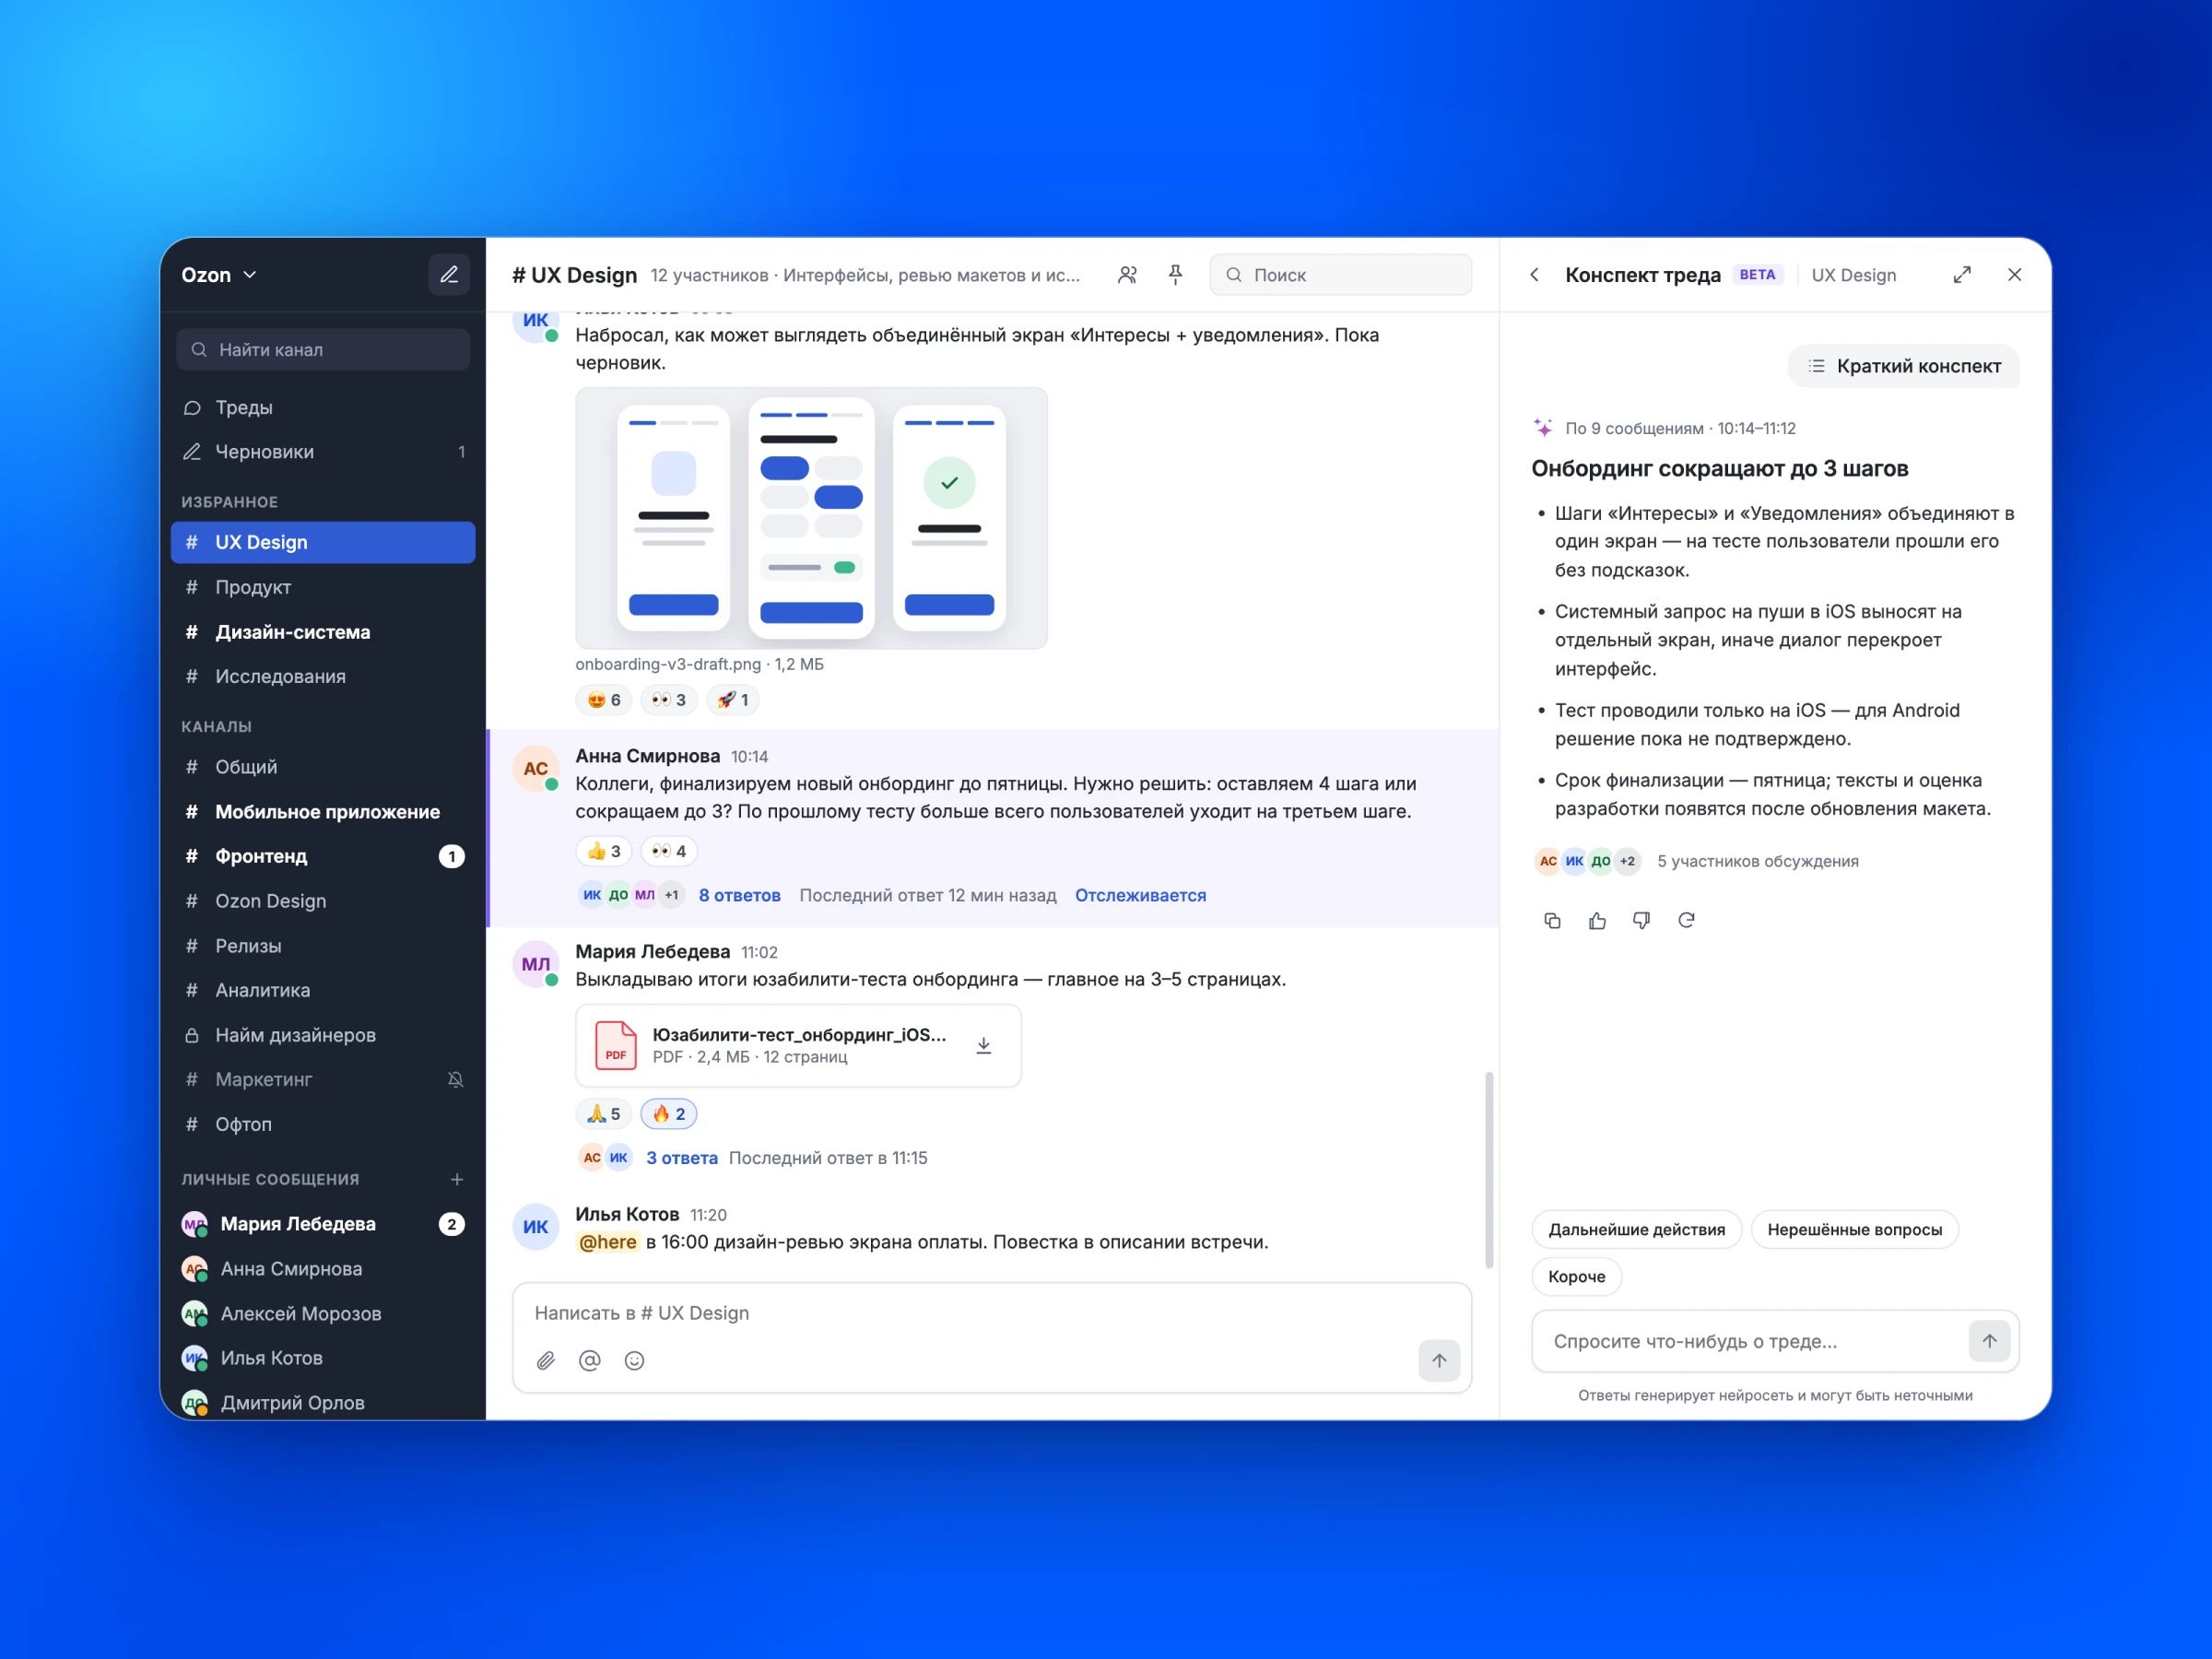 Ozon
Найти канал
Треды
Черновики 1
ИЗБРАННОЕ
# UX Design
# Продукт
# Дизайн-система
# Исследования
КАНАЛЫ
# Общий
# Мобильное приложение
# Фронтенд 1
# Ozon Design
# Релизы
# Аналитика
Найм дизайнеров
# Маркетинг
# Офтоп
ЛИЧНЫЕ СООБЩЕНИЯ
Мария Лебедева 2
АС Анна Смирнова
АМ Алексей Морозов
ИК Илья Котов
ДО Дмитрий Орлов
# UX Design 12 участников · Интерфейсы, ревью макетов и ис...
Поиск
ИК
Набросал, как может выглядеть объединённый экран «Интересы + уведомления». Пока
черновик.
onboarding-v3-draft.png · 1,2 МБ
😍 6 👀 3 🚀 1
АС
Анна Смирнова 10:14
Коллеги, финализируем новый онбординг до пятницы. Нужно решить: оставляем 4 шага или
сокращаем до 3? По прошлому тесту больше всего пользователей уходит на третьем шаге.
👍 3 👀 4
ИК ДО МЛ +1 8 ответов Последний ответ 12 мин назад Отслеживается
МЛ
Мария Лебедева 11:02
Выкладываю итоги юзабилити-теста онбординга — главное на 3–5 страницах.
PDF
Юзабилити-тест_онбординг_iOS...
PDF · 2,4 МБ · 12 страниц
🙏 5 🔥 2
АС ИК 3 ответа Последний ответ в 11:15
ИК
Илья Котов 11:20
@here в 16:00 дизайн-ревью экрана оплаты. Повестка в описании встречи.
Написать в # UX Design
Конспект треда BETA UX Design
Краткий конспект
По 9 сообщениям · 10:14–11:12
Онбординг сокращают до 3 шагов
• Шаги «Интересы» и «Уведомления» объединяют в
один экран — на тесте пользователи прошли его
без подсказок.
• Системный запрос на пуши в iOS выносят на
отдельный экран, иначе диалог перекроет
интерфейс.
• Тест проводили только на iOS — для Android
решение пока не подтверждено.
• Срок финализации — пятница; тексты и оценка
разработки появятся после обновления макета.
АС ИК ДО +2 5 участников обсуждения
Дальнейшие действия
Нерешённые вопросы
Короче
Спросите что-нибудь о треде...
Ответы генерирует нейросеть и могут быть неточными